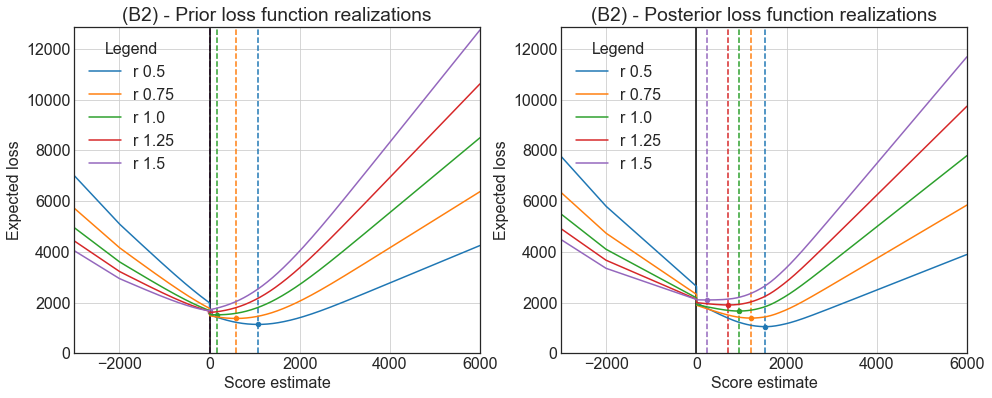 (B2) - Prior loss function realizations
12000
10000
8000
6000
4000
2000
0
Expected loss
Legend
r 0.5
r 0.75
r 1.0
r 1.25
r 1.5
−2000
0
2000
4000
6000
Score estimate
(B2) - Posterior loss function realizations
12000
10000
8000
6000
4000
2000
0
Expected loss
Legend
r 0.5
r 0.75
r 1.0
r 1.25
r 1.5
−2000
0
2000
4000
6000
Score estimate